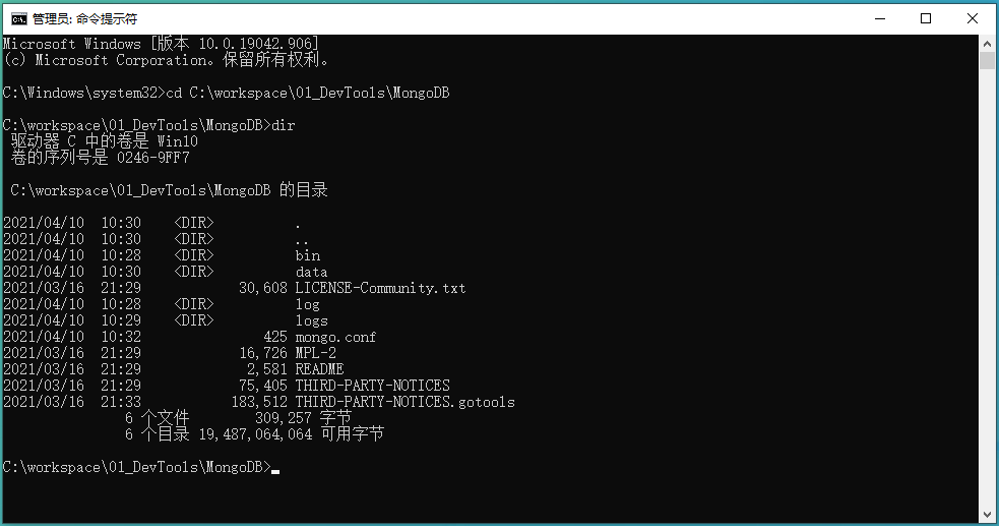 管理员: 命令提示符
Microsoft Windows [版本 10.0.19042.906]
(c) Microsoft Corporation。保留所有权利。
C:\Windows\system32>cd C:\workspace\01_DevTools\MongoDB
C:\workspace\01_DevTools\MongoDB>dir
驱动器 C 中的卷是 Win10
卷的序列号是 0246-9FF7
C:\workspace\01_DevTools\MongoDB 的目录
2021/04/10  10:30    <DIR>          .
2021/04/10  10:30    <DIR>          ..
2021/04/10  10:28    <DIR>          bin
2021/04/10  10:30    <DIR>          data
2021/03/16  21:29            30,608 LICENSE-Community.txt
2021/04/10  10:28    <DIR>          log
2021/04/10  10:29    <DIR>          logs
2021/04/10  10:32               425 mongo.conf
2021/03/16  21:29            16,726 MPL-2
2021/03/16  21:29             2,581 README
2021/03/16  21:29            75,405 THIRD-PARTY-NOTICES
2021/03/16  21:33           183,512 THIRD-PARTY-NOTICES.gotools
6 个文件        309,257 字节
6 个目录 19,487,064,064 可用字节
C:\workspace\01_DevTools\MongoDB>